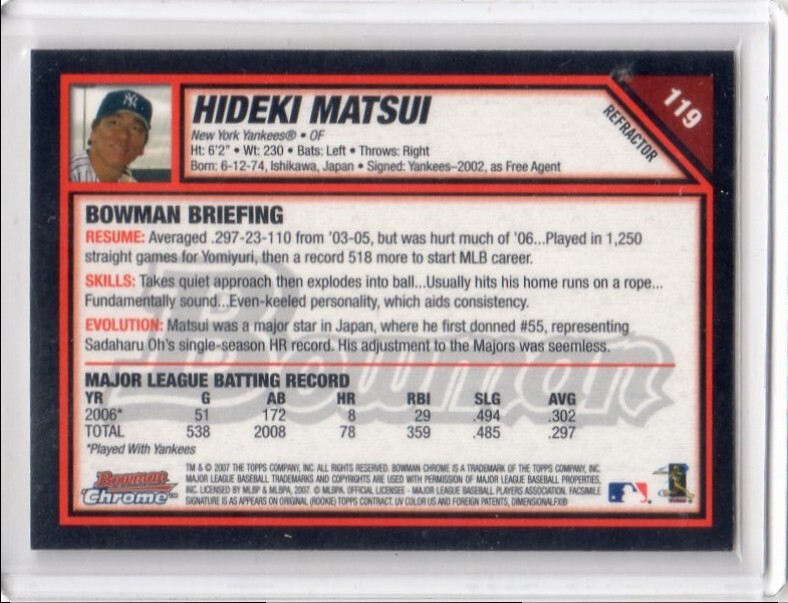 119
REFRACTOR
HIDEKI MATSUI
New York Yankees® • OF
Ht: 6'2" • Wt: 230 • Bats: Left • Throws: Right
Born: 6-12-74, Ishikawa, Japan • Signed: Yankees–2002, as Free Agent
BOWMAN BRIEFING
RESUME: Averaged .297-23-110 from '03-05, but was hurt much of '06...Played in 1,250
straight games for Yomiyuri, then a record 518 more to start MLB career.
SKILLS: Takes quiet approach then explodes into ball...Usually hits his home runs on a rope...
Fundamentally sound...Even-keeled personality, which aids consistency.
EVOLUTION: Matsui was a major star in Japan, where he first donned #55, representing
Sadaharu Oh's single-season HR record. His adjustment to the Majors was seemless.
Bowman
MAJOR LEAGUE BATTING RECORD
YR G AB HR RBI SLG AVG
2006* 51 172 8 29 .494 .302
TOTAL 538 2008 78 359 .485 .297
*Played With Yankees
Bowman
Chrome™
TM & © 2007 THE TOPPS COMPANY, INC. ALL RIGHTS RESERVED. BOWMAN CHROME IS A TRADEMARK OF THE TOPPS COMPANY, INC.
MAJOR LEAGUE BASEBALL TRADEMARKS AND COPYRIGHTS ARE USED WITH PERMISSION OF MAJOR LEAGUE BASEBALL PROPERTIES,
INC. LICENSED BY MLBP & MLBPA, 2007. © MLBPA. OFFICIAL LICENSEE - MAJOR LEAGUE BASEBALL PLAYERS ASSOCIATION. FACSIMILE
SIGNATURE IS AS APPEARS ON ORIGINAL (ROOKIE) TOPPS CONTRACT. UV COLOR US AND FOREIGN PATENTS, DIMENSIONALFX®